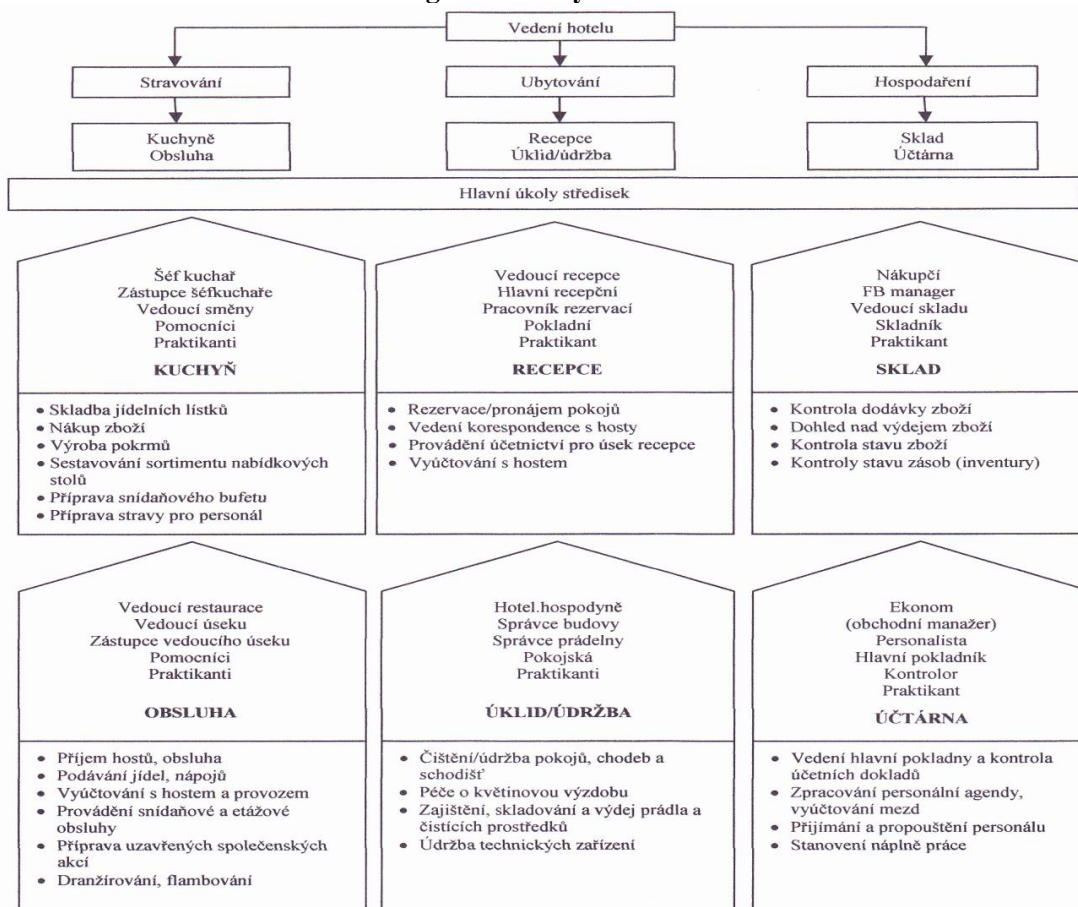 Vedení hotelu
Stravování
Ubytování
Hospodaření
Kuchyně
Obsluha
Recepce
Úklid/údržba
Sklad
Účtárna
Hlavní úkoly středisek
Šéf kuchař
Zástupce šéfkuchaře
Vedoucí směny
Pomocníci
Praktikanti
KUCHYŇ
• Skladba jídelních lístků
• Nákup zboží
• Výroba pokrmů
• Sestavování sortimentu nabídkových
stolů
• Příprava snídaňového bufetu
• Příprava stravy pro personál
Vedoucí recepce
Hlavní recepční
Pracovník rezervací
Pokladní
Praktikant
RECEPCE
• Rezervace/pronájem pokojů
• Vedení korespondence s hosty
• Provádění účetnictví pro úsek recepce
• Vyúčtování s hostem
Nákupčí
FB manager
Vedoucí skladu
Skladník
Praktikant
SKLAD
• Kontrola dodávky zboží
• Dohled nad výdejem zboží
• Kontrola stavu zboží
• Kontroly stavu zásob (inventury)
Vedoucí restaurace
Vedoucí úseku
Zástupce vedoucího úseku
Pomocníci
Praktikanti
OBSLUHA
• Příjem hostů, obsluha
• Podávání jídel, nápojů
• Vyúčtování s hostem a provozem
• Provádění snídaňové a etážové
obsluhy
• Příprava uzavřených společenských
akcí
• Dranžírování, flambování
Hotel.hospodyně
Správce budovy
Správce prádelny
Pokojská
Praktikanti
ÚKLID/ÚDRŽBA
• Čištění/údržba pokojů, chodeb a
schodišť
• Péče o květinovou výzdobu
• Zajištění, skladování a výdej prádla a
čistících prostředků
• Údržba technických zařízení
Ekonom
(obchodní manažer)
Personalista
Hlavní pokladník
Kontrolor
Praktikant
ÚČTÁRNA
• Vedení hlavní pokladny a kontrola
účetních dokladů
• Zpracování personální agendy,
vyúčtování mezd
• Přijímání a propouštění personálu
• Stanovení náplně práce